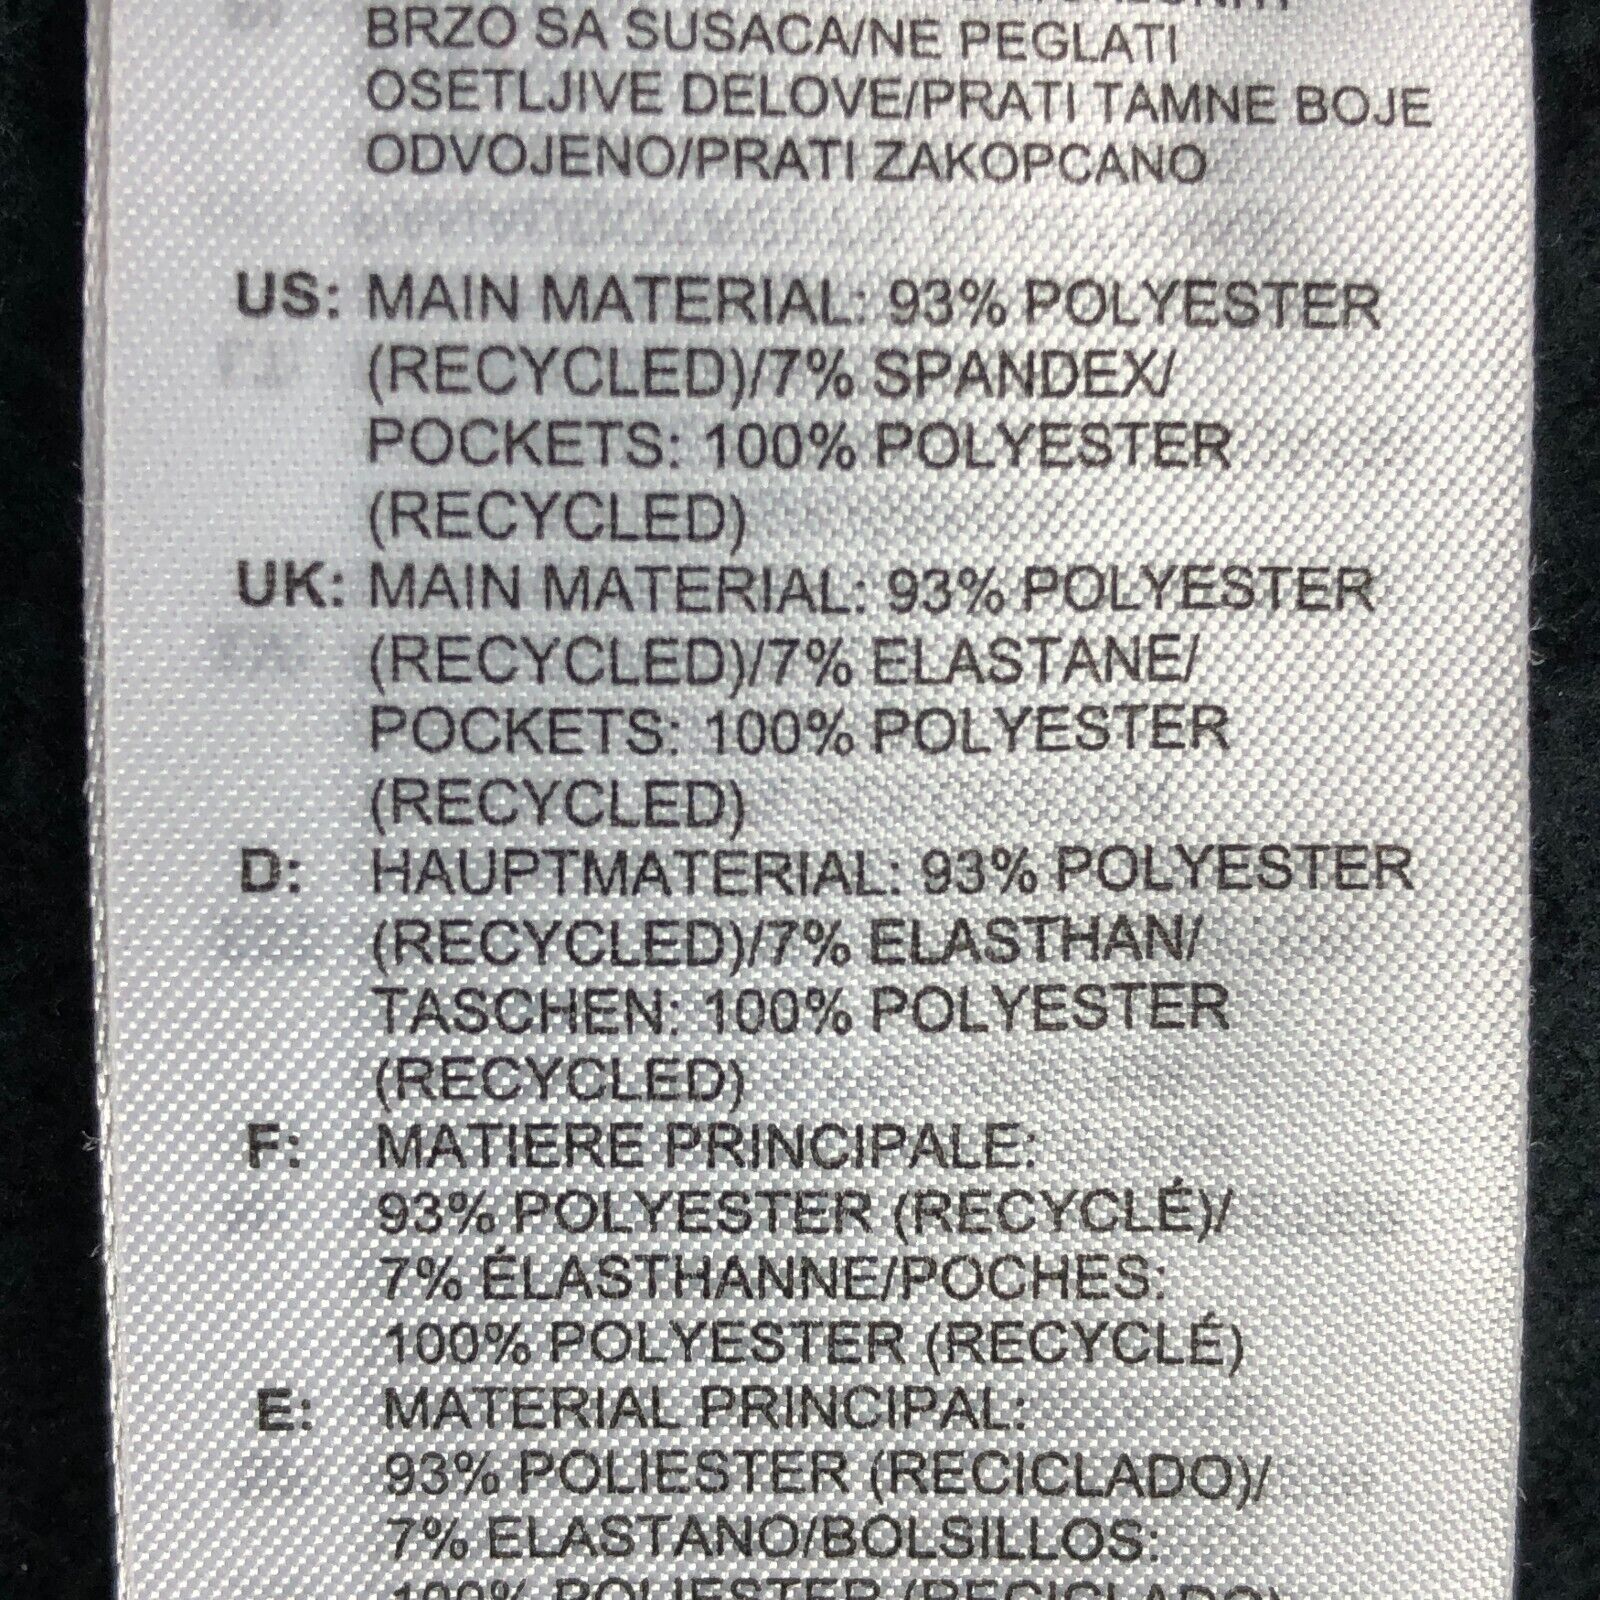 BRZO SA SUSACA/NE PEGLATI
OSETLJIVE DELOVE/PRATI TAMNE BOJE
ODVOJENO/PRATI ZAKOPCANO
US: MAIN MATERIAL: 93% POLYESTER
(RECYCLED)/7% SPANDEX/
POCKETS: 100% POLYESTER
(RECYCLED)
UK: MAIN MATERIAL: 93% POLYESTER
(RECYCLED)/7% ELASTANE/
POCKETS: 100% POLYESTER
(RECYCLED)
D: HAUPTMATERIAL: 93% POLYESTER
(RECYCLED)/7% ELASTHAN/
TASCHEN: 100% POLYESTER
(RECYCLED)
F: MATIERE PRINCIPALE:
93% POLYESTER (RECYCLÉ)/
7% ÉLASTHANNE/POCHES:
100% POLYESTER (RECYCLÉ)
E: MATERIAL PRINCIPAL:
93% POLIESTER (RECICLADO)/
7% ELASTANO/BOLSILLOS:
100% POLIESTER (RECICLADO)